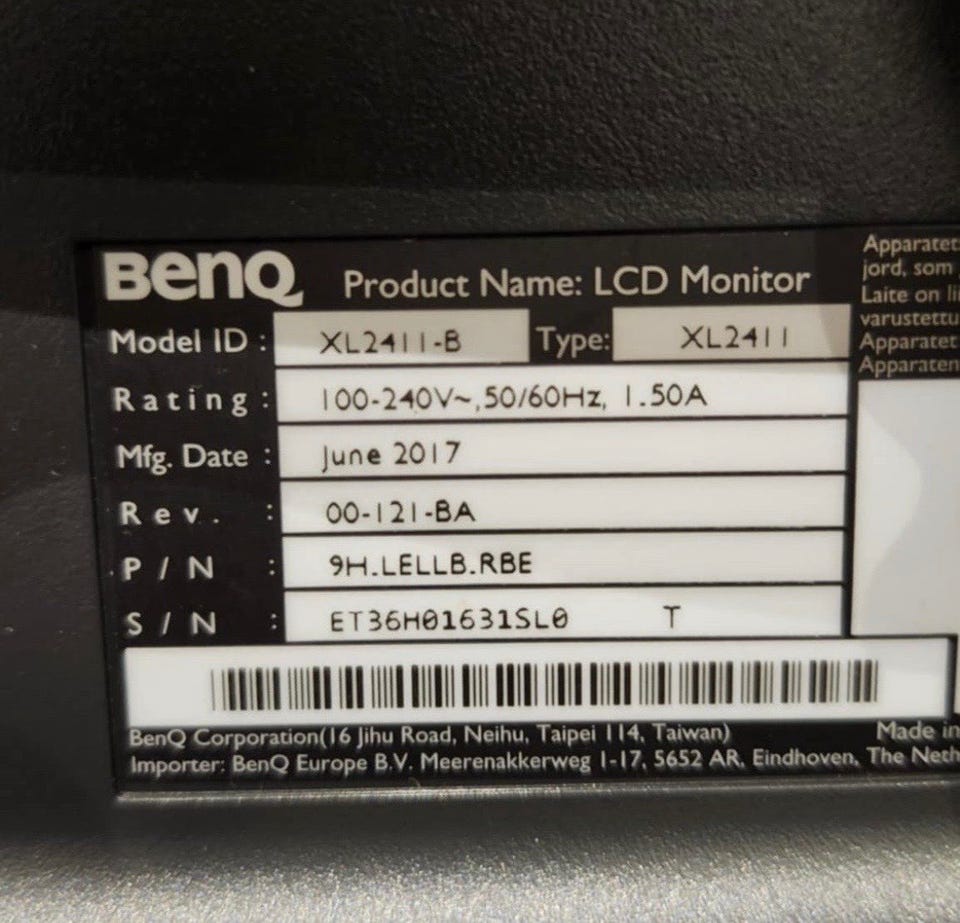 BenQ Product Name: LCD Monitor
Model ID : XL2411-B Type: XL2411
Rating : 100-240V~,50/60Hz, 1.50A
Mfg. Date : June 2017
Rev. : 00-121-BA
P/N : 9H.LELLB.RBE
S/N : ET36H01631SL0 T
BenQ Corporation(16 Jihu Road, Neihu, Taipei 114, Taiwan) Made in
Importer: BenQ Europe B.V. Meerenakkerweg 1-17, 5652 AR, Eindhoven, The Neth
Apparatet
jord, som
Laite on li
varustettu
Apparatet
Apparaten